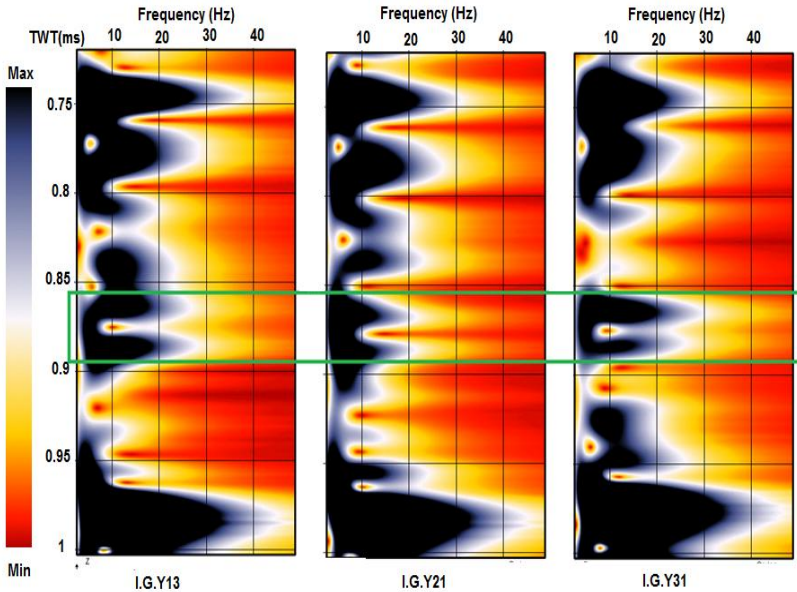 Frequency (Hz) Frequency (Hz) Frequency (Hz)
TWT(ms) 10 20 30 40 10 20 30 40 10 20 30 40
Max
0.75
0.8
0.85
0.9
0.95
1
Min
z
I.G.Y13 I.G.Y21 I.G.Y31